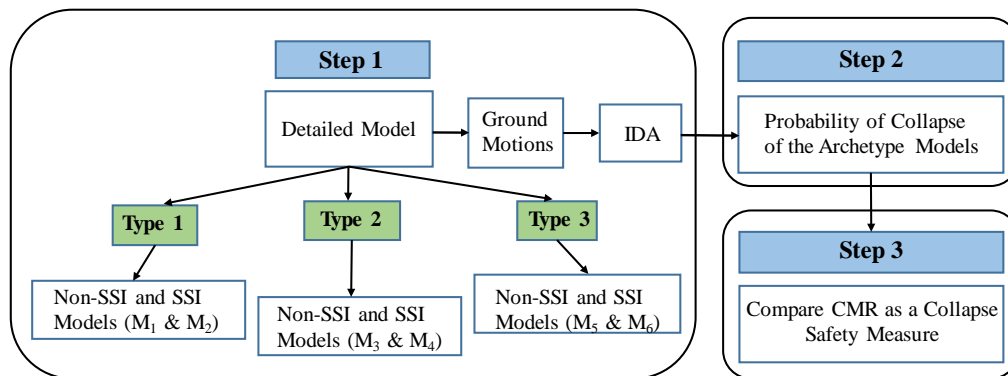 Step 1
Detailed Model
Ground
Motions
IDA
Type 1
Type 2
Type 3
Non-SSI and SSI
Models (M₁ & M₂)
Non-SSI and SSI
Models (M₃ & M₄)
Non-SSI and SSI
Models (M₅ & M₆)
Step 2
Probability of Collapse
of the Archetype Models
Step 3
Compare CMR as a Collapse
Safety Measure